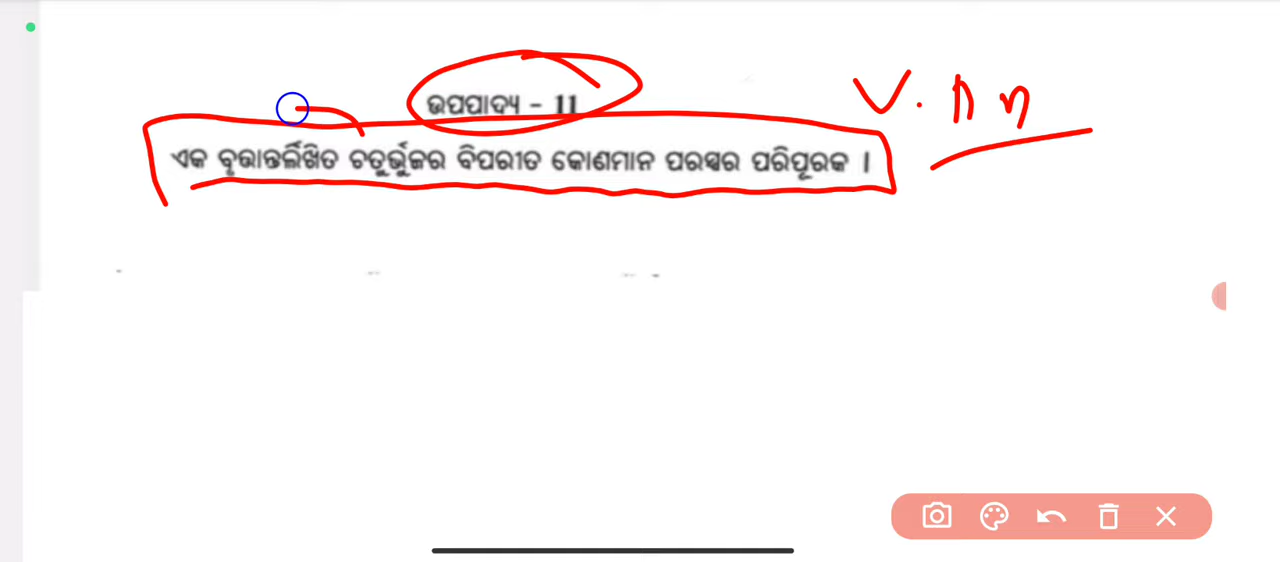 ଉପପାଦ୍ୟ - 11
ଏକ ବୃତ୍ତାନ୍ତର୍ଲିଖିତ ଚତୁର୍ଭୁଜର ବିପରୀତ କୋଣମାନ ପରସ୍ପର ପରିପୂରକ ।